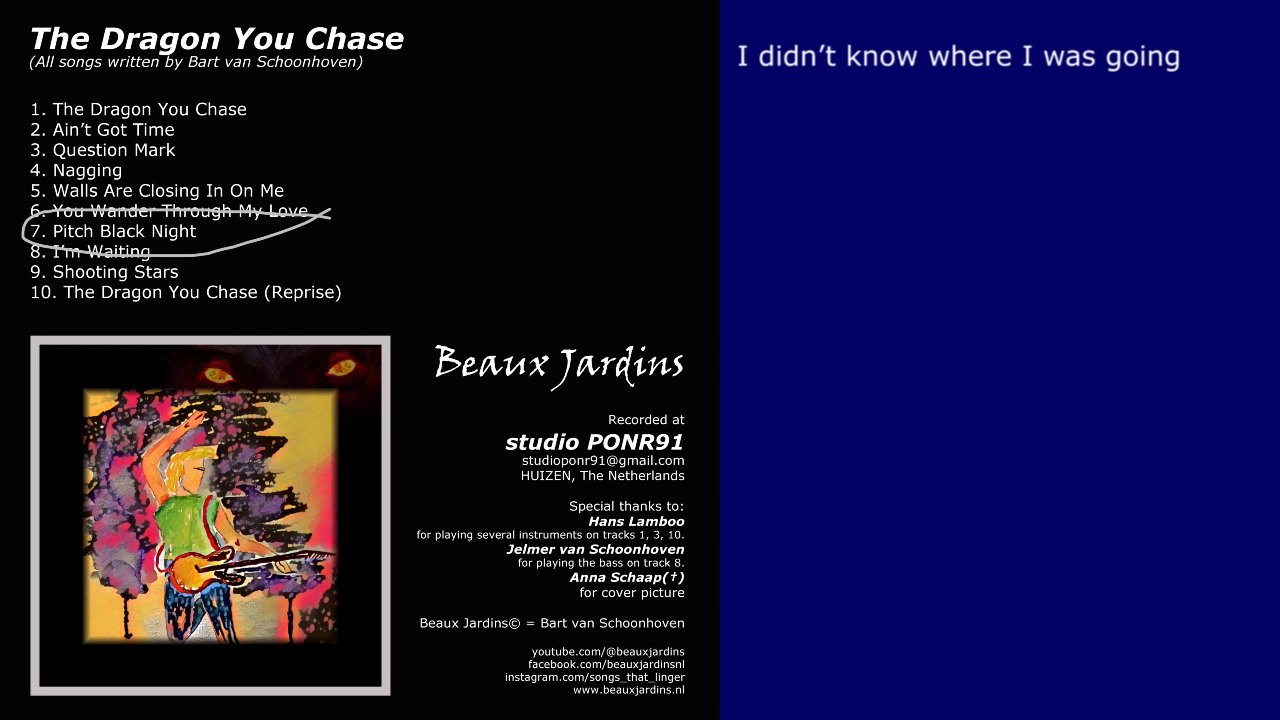 The Dragon You Chase
(All songs written by Bart van Schoonhoven)
1. The Dragon You Chase
2. Ain’t Got Time
3. Question Mark
4. Nagging
5. Walls Are Closing In On Me
6. You Wander Through My Love
7. Pitch Black Night
8. I’m Waiting
9. Shooting Stars
10. The Dragon You Chase (Reprise)
Beaux Jardins
Recorded at
studio PONR91
studioponr91@gmail.com
HUIZEN, The Netherlands
Special thanks to:
Hans Lamboo
for playing several instruments on tracks 1, 3, 10.
Jelmer van Schoonhoven
for playing the bass on track 8.
Anna Schaap(†)
for cover picture
Beaux Jardins© = Bart van Schoonhoven
youtube.com/@beauxjardins
facebook.com/beauxjardinsnl
instagram.com/songs_that_linger
www.beauxjardins.nl
I didn’t know where I was going